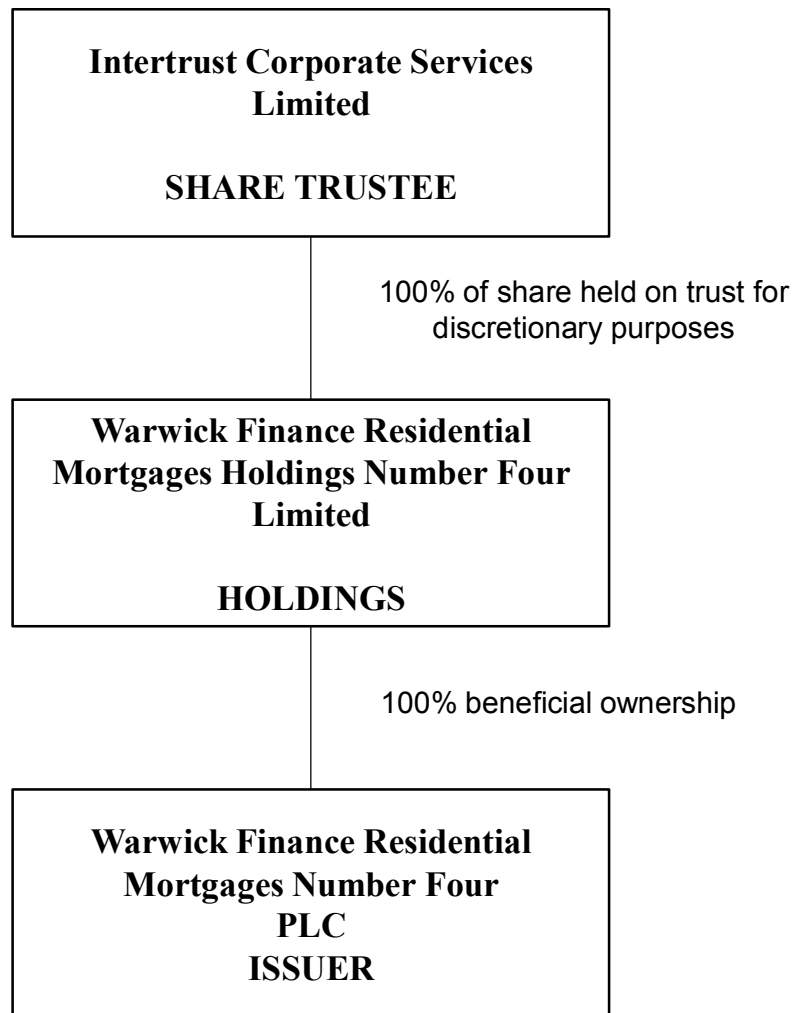 Intertrust Corporate Services
Limited
SHARE TRUSTEE
100% of share held on trust for
discretionary purposes
Warwick Finance Residential
Mortgages Holdings Number Four
Limited
HOLDINGS
100% beneficial ownership
Warwick Finance Residential
Mortgages Number Four
PLC
ISSUER